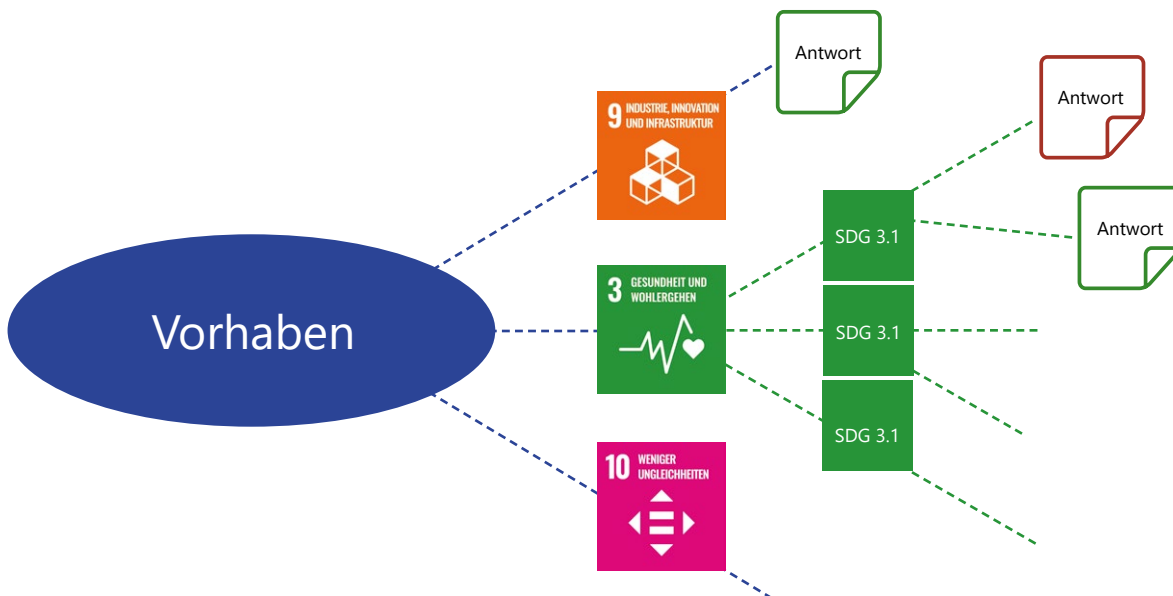 Antwort
9 INDUSTRIE, INNOVATION
UND INFRASTRUKTUR
Antwort
SDG 3.1
Antwort
Vorhaben
3 GESUNDHEIT UND
WOHLERGEHEN
SDG 3.1
SDG 3.1
10 WENIGER
UNGLEICHHEITEN